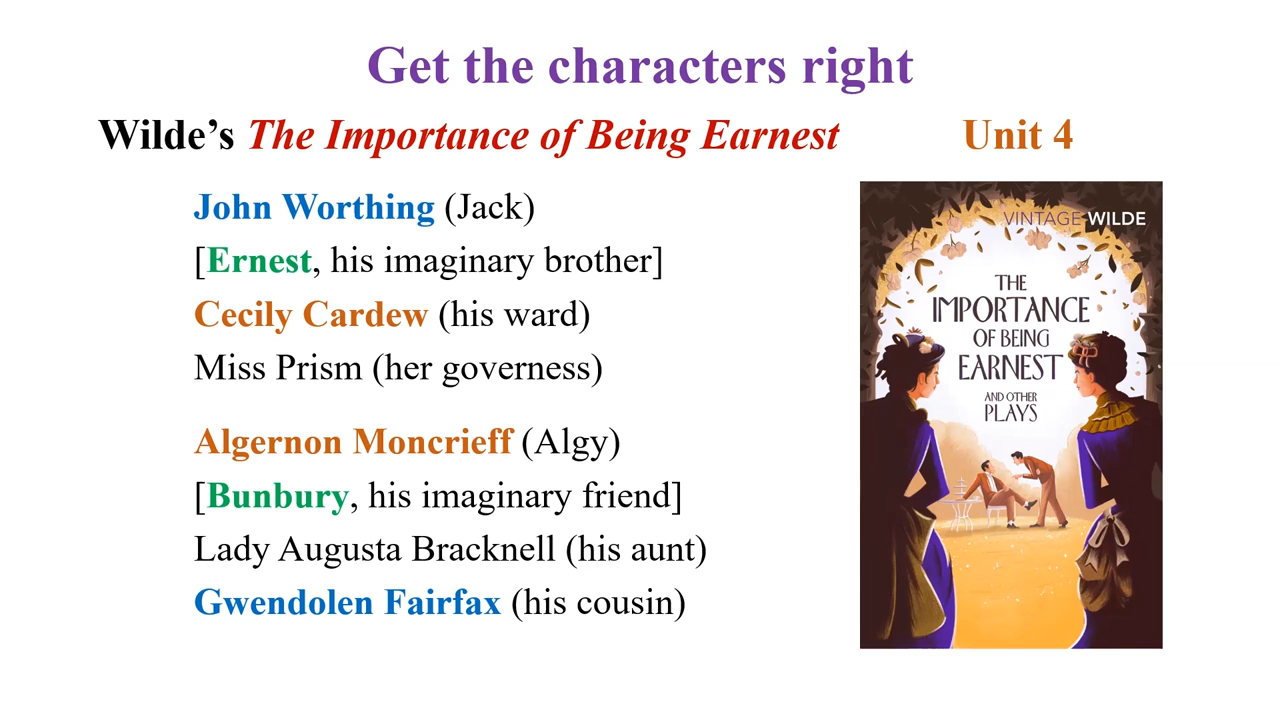 Get the characters right
Wilde’s The Importance of Being Earnest
Unit 4
John Worthing (Jack)
[Ernest, his imaginary brother]
Cecily Cardew (his ward)
Miss Prism (her governess)
Algernon Moncrieff (Algy)
[Bunbury, his imaginary friend]
Lady Augusta Bracknell (his aunt)
Gwendolen Fairfax (his cousin)
VINTAGE WILDE
THE
IMPORTANCE
OF BEING
EARNEST
AND OTHER
PLAYS